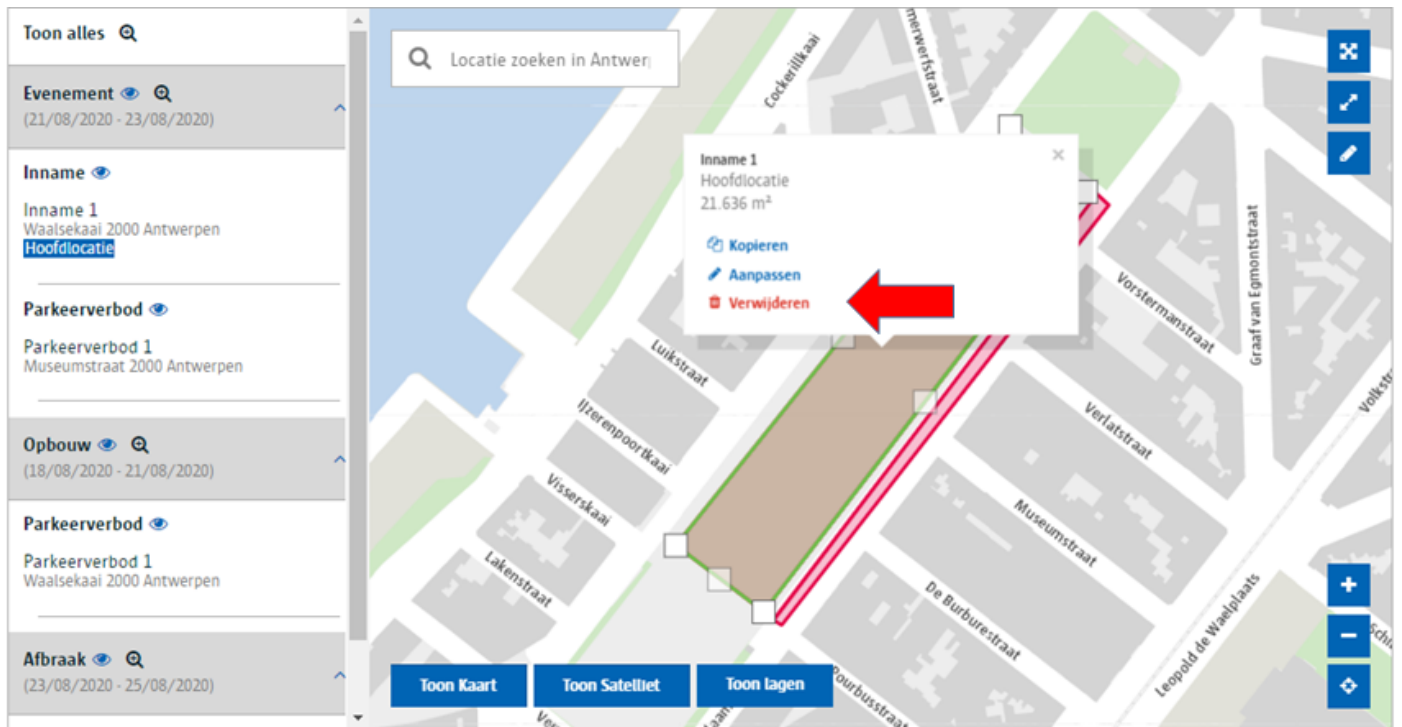 Toon alles
Evenement
(21/08/2020 - 23/08/2020)
Inname
Inname 1
Waalsekaai 2000 Antwerpen
Hoofdlocatie
Parkeerverbod
Parkeerverbod 1
Museumstraat 2000 Antwerpen
Opbouw
(18/08/2020 - 21/08/2020)
Parkeerverbod
Parkeerverbod 1
Waalsekaai 2000 Antwerpen
Afbraak
(23/08/2020 - 25/08/2020)
Locatie zoeken in Antwer
Cockerillkaai
merwerfstraat
Inname 1
×
Hoofdlocatie
21.636 m²
Kopieren
Aanpassen
Verwijderen
Vorstermanstraat
Graaf van Egmontstraat
Luikstraat
Volkstr
IJzerenpoortkaai
Verlatstraat
Visserskaai
Museumstraat
Lakenstraat
De Burburestraat
Leopold de Waelplaats
Schi
Pourbusstraat
Toon Kaart
Toon Satelliet
Toon lagen